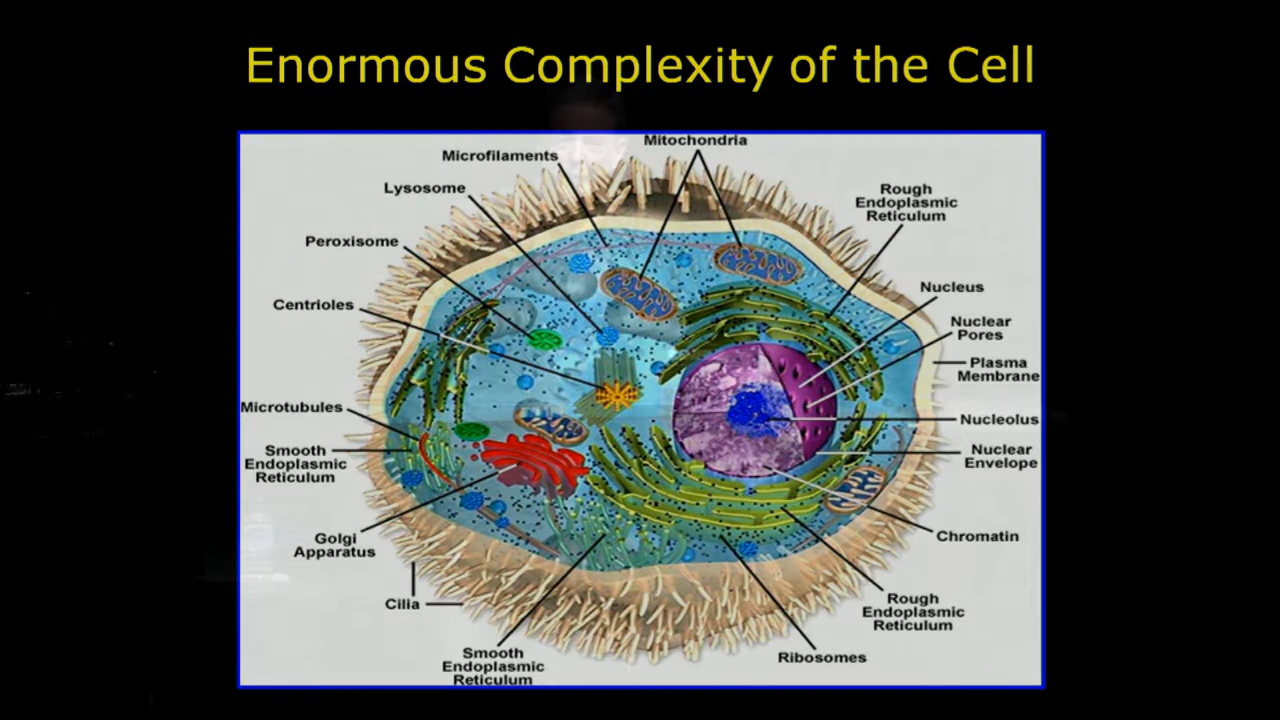 Enormous Complexity of the Cell
Mitochondria
Microfilaments
Lysosome
Rough
Endoplasmic
Reticulum
Peroxisome
Nucleus
Centrioles
Nuclear
Pores
Plasma
Membrane
Microtubules
Nucleolus
Smooth
Endoplasmic
Reticulum
Nuclear
Envelope
Golgi
Apparatus
Chromatin
Cilia
Rough
Endoplasmic
Reticulum
Smooth
Endoplasmic
Reticulum
Ribosomes